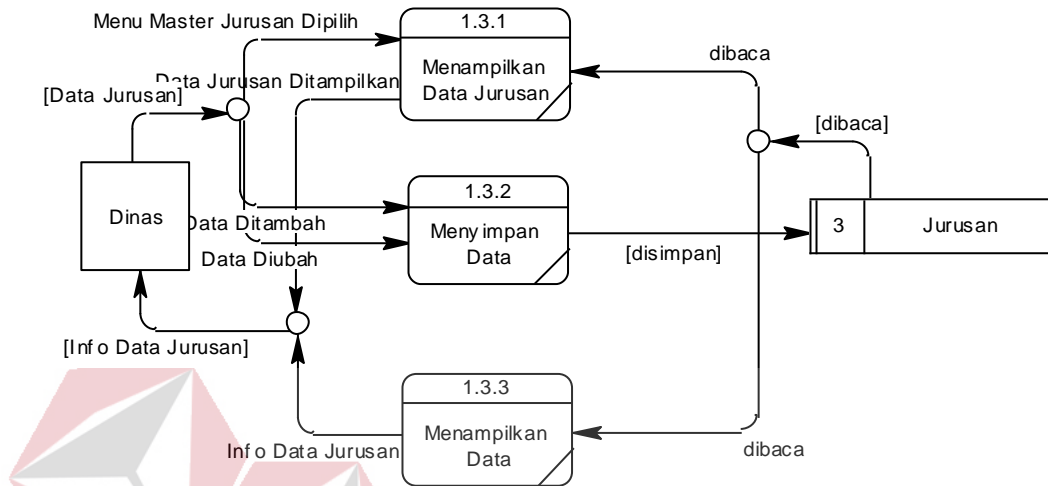 Menu Master Jurusan Dipilih
1.3.1
Menampilkan
Data Jurusan
dibaca
Data Jurusan Ditampilkan
[Data Jurusan]
[dibaca]
1.3.2
Menyimpan
Data
Dinas
Data Ditambah
3
Jurusan
[disimpan]
Data Diubah
[Info Data Jurusan]
1.3.3
Menampilkan
Data
Info Data Jurusan
dibaca